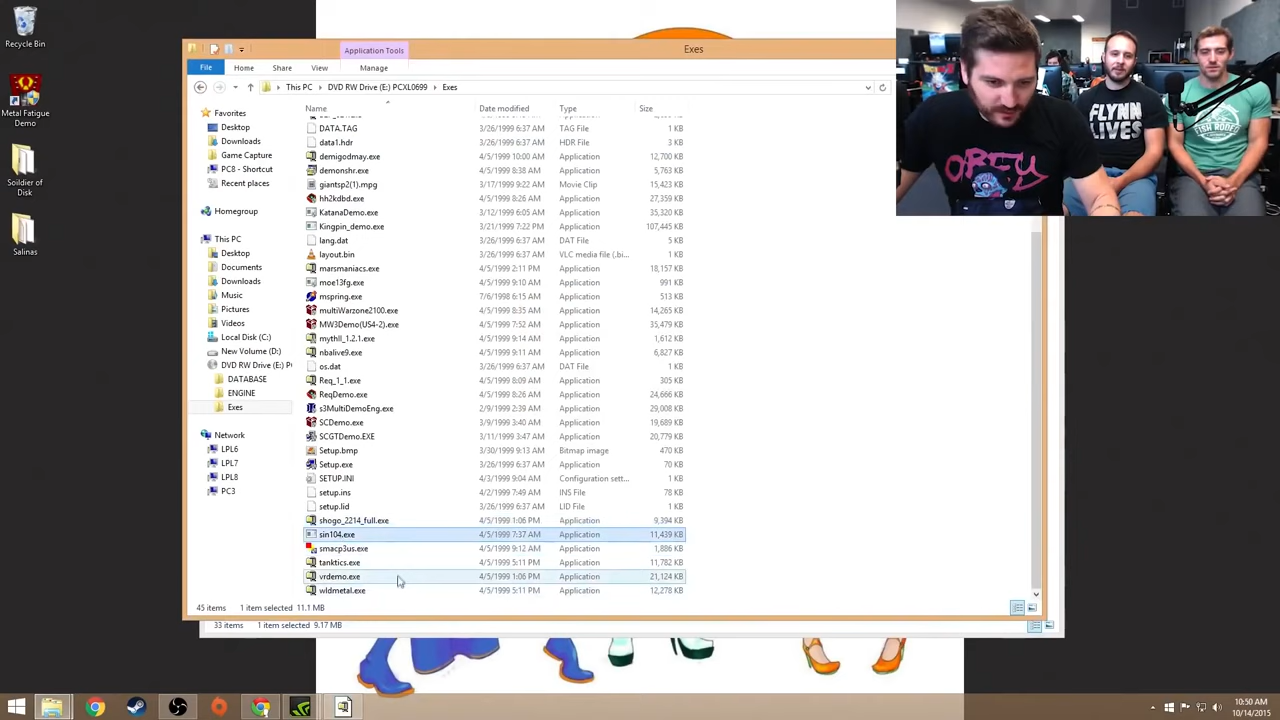 Recycle Bin
Metal Fatigue
Demo
Soildier of
Disk
Salinas
Application Tools
Exes
File
Home
Share
View
Manage
This PC
DVD RW Drive (E:) PCXL0699
Exes
Favorites
Desktop
Downloads
Game Capture
PC8 - Shortcut
Recent places
Homegroup
This PC
Desktop
Documents
Downloads
Music
Pictures
Videos
Local Disk (C:)
New Volume (D:)
DVD RW Drive (E:) P
DATABASE
ENGINE
Exes
Network
LPL6
LPL7
LPL8
PC3
Name Date modified Type Size
DATA.TAG 3/26/1999 6:37 AM TAG File 1 KB
data1.hdr 3/26/1999 6:37 AM HDR File 3 KB
demigodmay.exe 4/5/1999 10:00 AM Application 12,700 KB
demonshr.exe 4/5/1999 8:38 AM Application 5,763 KB
giantsp2(1).mpg 3/17/1999 9:22 AM Movie Clip 15,423 KB
hh2kdbd.exe 4/5/1999 8:26 AM Application 27,359 KB
KatanaDemo.exe 3/12/1999 6:05 AM Application 35,320 KB
Kingpin_demo.exe 3/21/1999 7:22 PM Application 107,445 KB
lang.dat 3/26/1999 6:37 AM DAT File 5 KB
layout.bin 3/26/1999 6:37 AM VLC media file (.bi... 1 KB
marsmaniacs.exe 4/5/1999 2:11 PM Application 18,157 KB
moe13fg.exe 4/5/1999 9:10 AM Application 991 KB
mspring.exe 7/6/1998 6:15 AM Application 513 KB
multiWarzone2100.exe 4/5/1999 8:35 AM Application 14,265 KB
MW3Demo(US4-2).exe 4/5/1999 7:52 AM Application 35,479 KB
mythII_1.2.1.exe 4/5/1999 9:14 AM Application 1,612 KB
nbalive9.exe 4/5/1999 9:11 AM Application 6,827 KB
os.dat 3/26/1999 6:37 AM DAT File 1 KB
Req_1_1.exe 4/5/1999 8:09 AM Application 305 KB
ReqDemo.exe 4/5/1999 8:26 AM Application 24,666 KB
s3MultiDemoEng.exe 2/9/1999 2:39 AM Application 29,008 KB
SCDemo.exe 3/9/1999 3:40 AM Application 19,689 KB
SCGTDemo.EXE 3/11/1999 3:47 AM Application 20,779 KB
Setup.bmp 3/30/1999 9:13 AM Bitmap image 470 KB
Setup.exe 3/26/1999 6:37 AM Application 70 KB
SETUP.INI 4/3/1999 9:04 AM Configuration sett... 1 KB
setup.ins 4/2/1999 7:49 AM INS File 78 KB
setup.lid 3/26/1999 6:37 AM LID File 1 KB
shogo_2214_full.exe 4/5/1999 1:06 PM Application 9,394 KB
sin104.exe 4/5/1999 7:37 AM Application 11,439 KB
smacp3us.exe 4/5/1999 9:12 AM Application 1,886 KB
tanktics.exe 4/5/1999 5:11 PM Application 11,782 KB
vrdemo.exe 4/5/1999 1:06 PM Application 21,124 KB
wldmetal.exe 4/5/1999 5:11 PM Application 12,278 KB
45 items 1 item selected 11.1 MB
33 items 1 item selected 9.17 MB
OBEY
FLYNN
LIVES
FISH RODEO
10:50 AM
10/14/2015